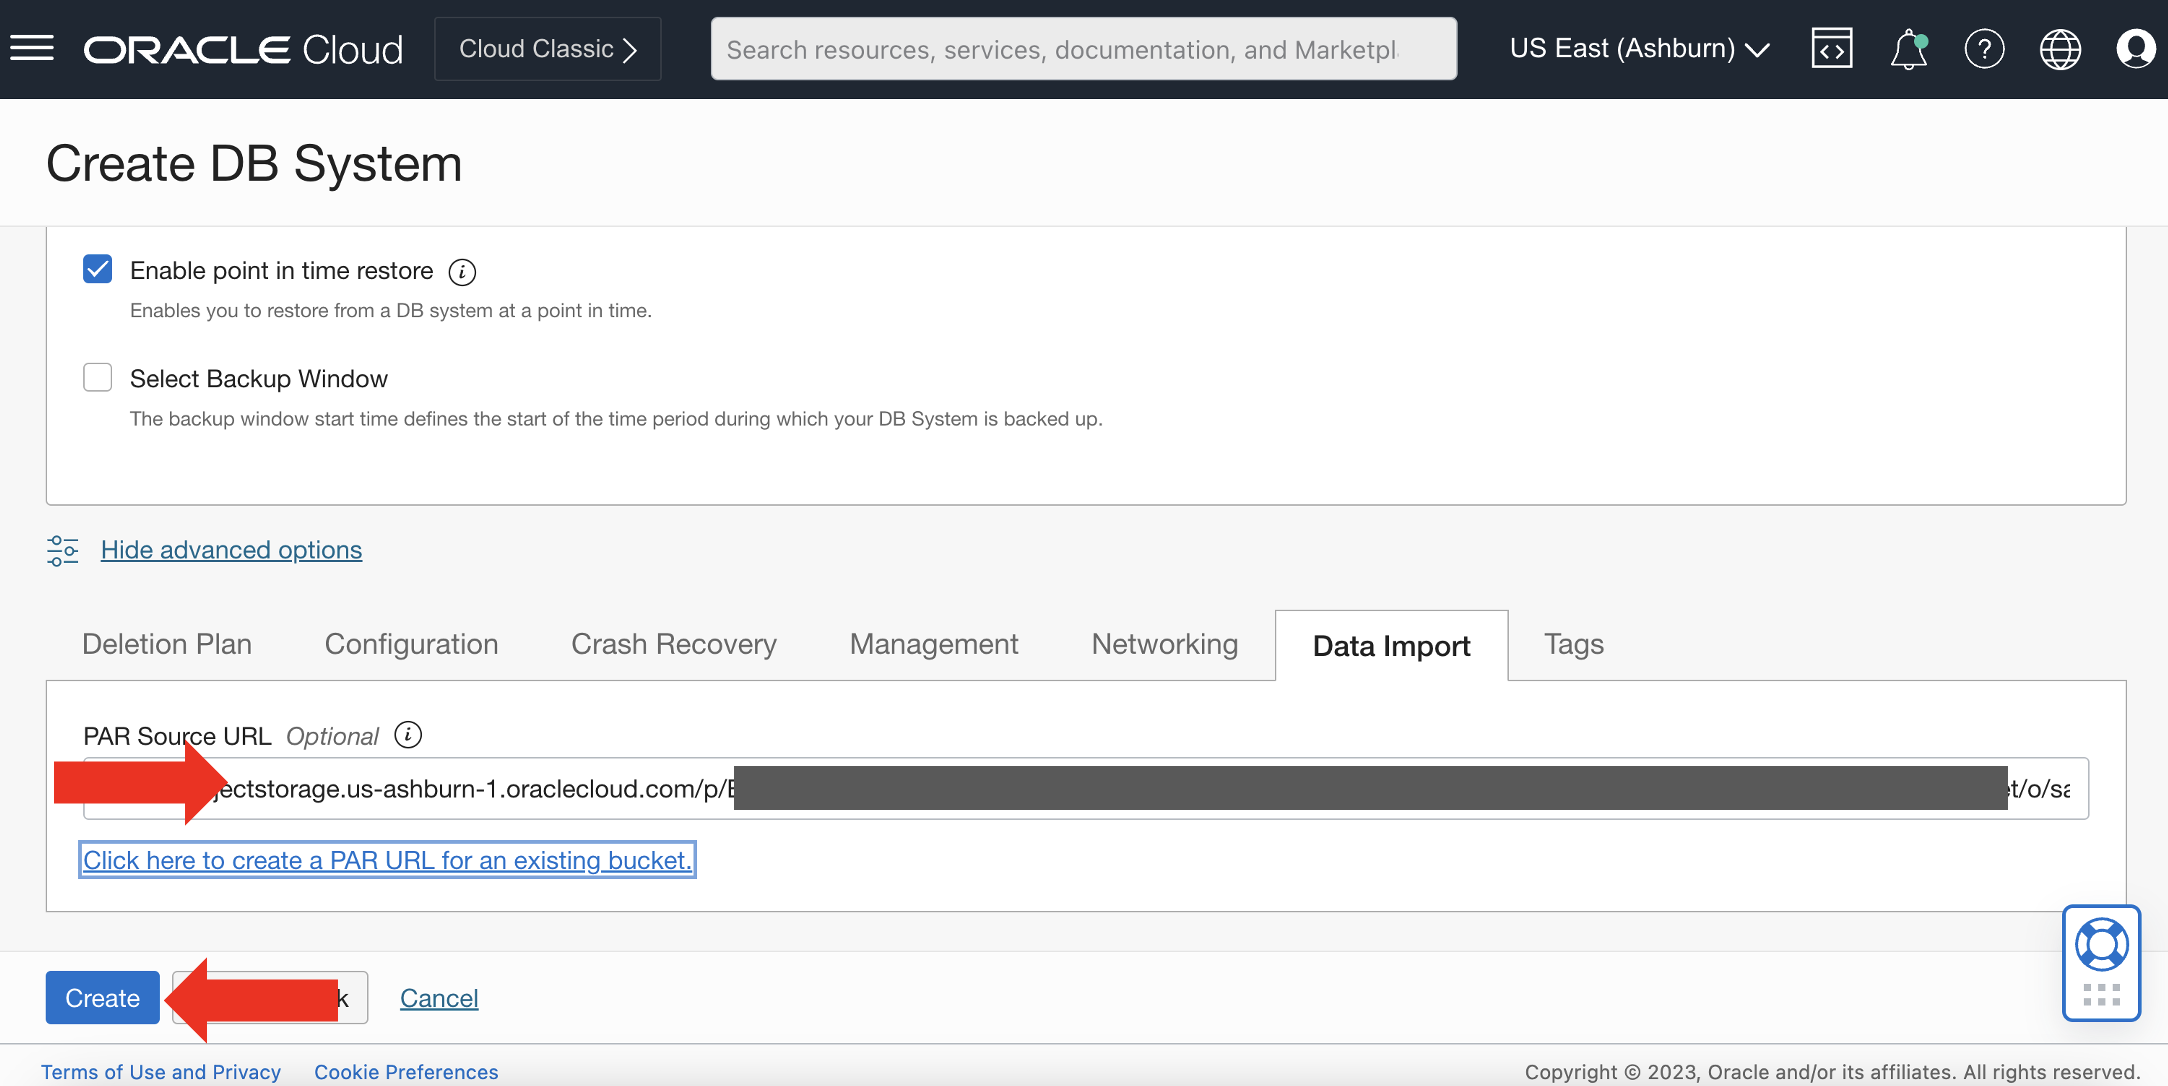 ORACLE Cloud
Cloud Classic
Search resources, services, documentation, and Marketpl
US East (Ashburn)
Create DB System
Enable point in time restore
Enables you to restore from a DB system at a point in time.
Select Backup Window
The backup window start time defines the start of the time period during which your DB System is backed up.
Hide advanced options
Deletion Plan Configuration Crash Recovery Management Networking Data Import Tags
PAR Source URL Optional
jectstorage.us-ashburn-1.oraclecloud.com/p/E t/o/sa
Click here to create a PAR URL for an existing bucket.
Create k Cancel
Terms of Use and Privacy Cookie Preferences
Copyright © 2023, Oracle and/or its affiliates. All rights reserved.